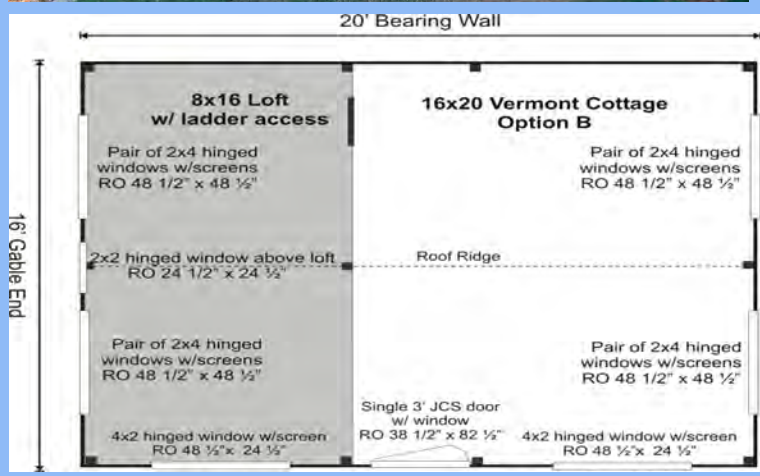 20' Bearing Wall
16' Gable End
8x16 Loft
w/ ladder access
16x20 Vermont Cottage
Option B
Pair of 2x4 hinged
windows w/screens
RO 48 1/2" x 48 ½"
Pair of 2x4 hinged
windows w/screens
RO 48 1/2" x 48 ½"
2x2 hinged window above loft
RO 24 1/2" x 24 ½"
Roof Ridge
Pair of 2x4 hinged
windows w/screens
RO 48 1/2" x 48 ½"
Pair of 2x4 hinged
windows w/screens
RO 48 1/2" x 48 ½"
4x2 hinged window w/screen
RO 48 ½"x 24 ½"
Single 3' JCS door
w/ window
RO 38 1/2" x 82 ½"
4x2 hinged window w/screen
RO 48 ½"x 24 ½"